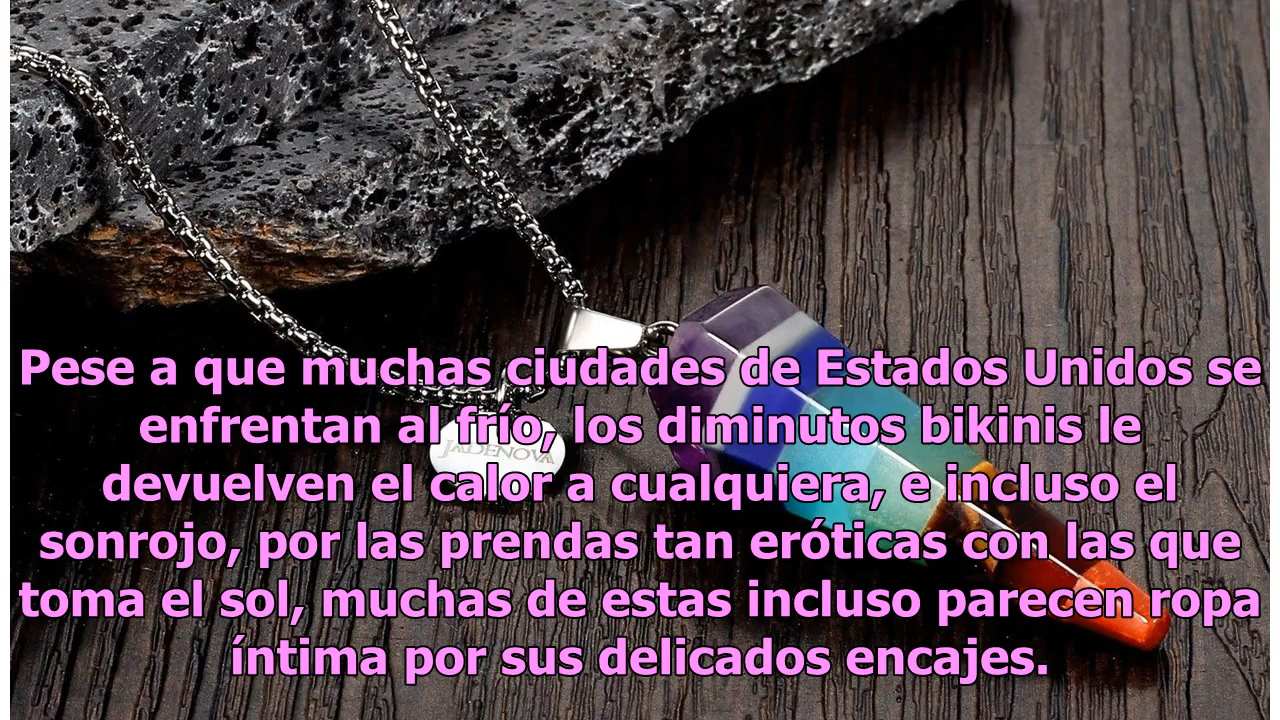 Pese a que muchas ciudades de Estados Unidos se
enfrentan al frío, los diminutos bikinis le
JADENOVA
devuelven el calor a cualquiera, e incluso el
sonrojo, por las prendas tan eróticas con las que
toma el sol, muchas de estas incluso parecen ropa
íntima por sus delicados encajes.